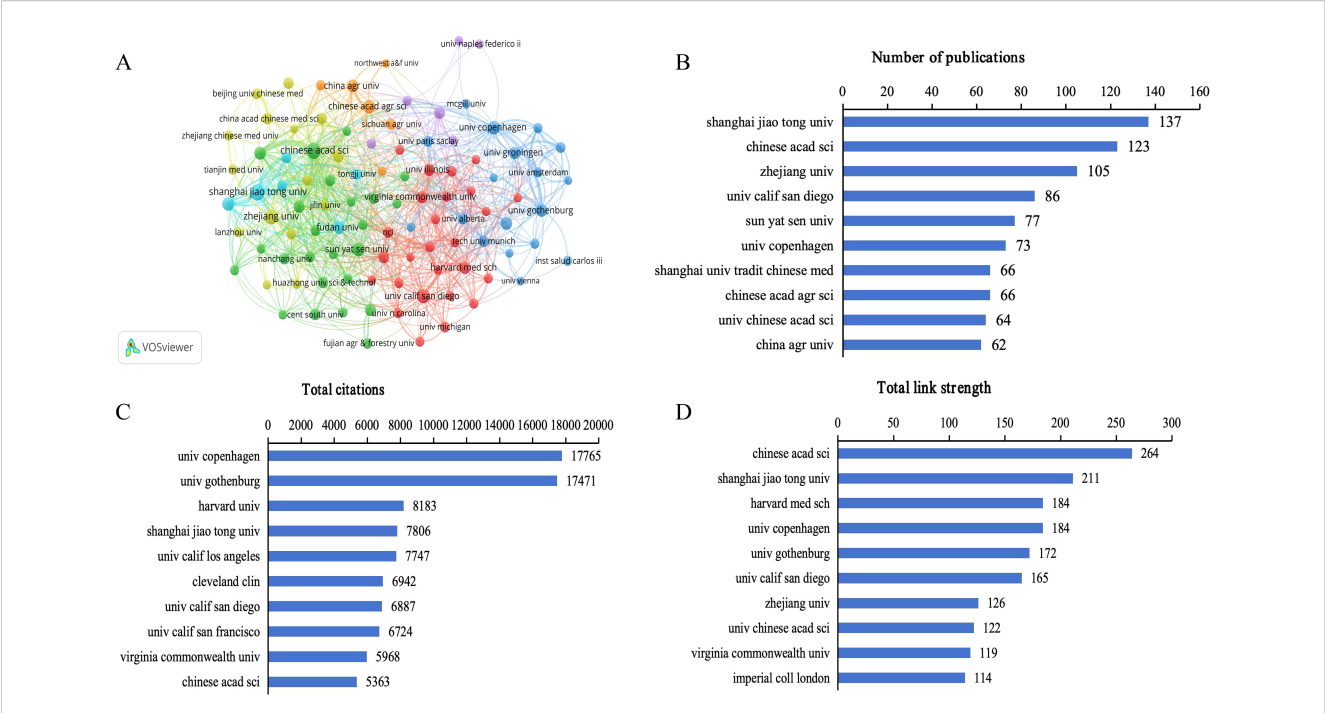 A
univ naples federico ii
northwest a&f univ
china agr univ
beijing univ chinese med
chinese acad agr sci
mcgill univ
china acad chinese med sci
sichuan agr univ
univ copenhagen
zhejiang chinese med univ
univ paris saclay
chinese acad sci
univ groningen
tianjin med univ
tongji univ
univ illinois
univ amsterdam
shanghai jiao tong univ
virginia commonwealth univ
jilin univ
zhejiang univ
univ alberta
univ gothenburg
lanzhou univ
fudan univ
nci
tech univ munich
sun yat sen univ
nanchang univ
inst salud carlos iii
harvard med sch
huazhong univ sci & technol
univ vienna
univ calif san diego
cent south univ
univ n carolina
univ michigan
fujian agr & forestry univ
VOSviewer
B
Number of publications
0 20 40 60 80 100 120 140 160
shanghai jiao tong univ 137
chinese acad sci 123
zhejiang univ 105
univ calif san diego 86
sun yat sen univ 77
univ copenhagen 73
shanghai univ tradit chinese med 66
chinese acad agr sci 66
univ chinese acad sci 64
china agr univ 62
C
Total citations
0 2000 4000 6000 8000 10000 12000 14000 16000 18000 20000
univ copenhagen 17765
univ gothenburg 17471
harvard univ 8183
shanghai jiao tong univ 7806
univ calif los angeles 7747
cleveland clin 6942
univ calif san diego 6887
univ calif san francisco 6724
virginia commonwealth univ 5968
chinese acad sci 5363
D
Total link strength
0 50 100 150 200 250 300
chinese acad sci 264
shanghai jiao tong univ 211
harvard med sch 184
univ copenhagen 184
univ gothenburg 172
univ calif san diego 165
zhejiang univ 126
univ chinese acad sci 122
virginia commonwealth univ 119
imperial coll london 114